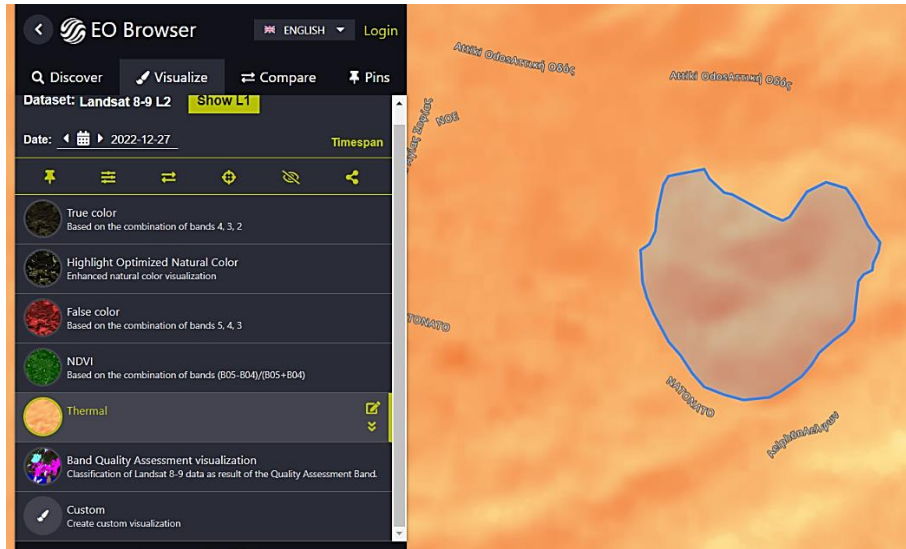 EO Browser
ENGLISH
Login
Discover
Visualize
Compare
Pins
Dataset: Landsat 8-9 L2
Show L1
Date:
2022-12-27
Timespan
True color
Based on the combination of bands 4, 3, 2
Highlight Optimized Natural Color
Enhanced natural color visualization
False color
Based on the combination of bands 5, 4, 3
NDVI
Based on the combination of bands (B05-B04)/(B05+B04)
Thermal
Band Quality Assessment visualization
Classification of Landsat 8-9 data as result of the Quality Assessment Band.
Custom
Create custom visualization
Attiki OdosΑττική Οδός
Attiki OdosΑττική Οδός
ΝΟΕ
Σοφίας
ΝΑΤΟΝΑΤΟ